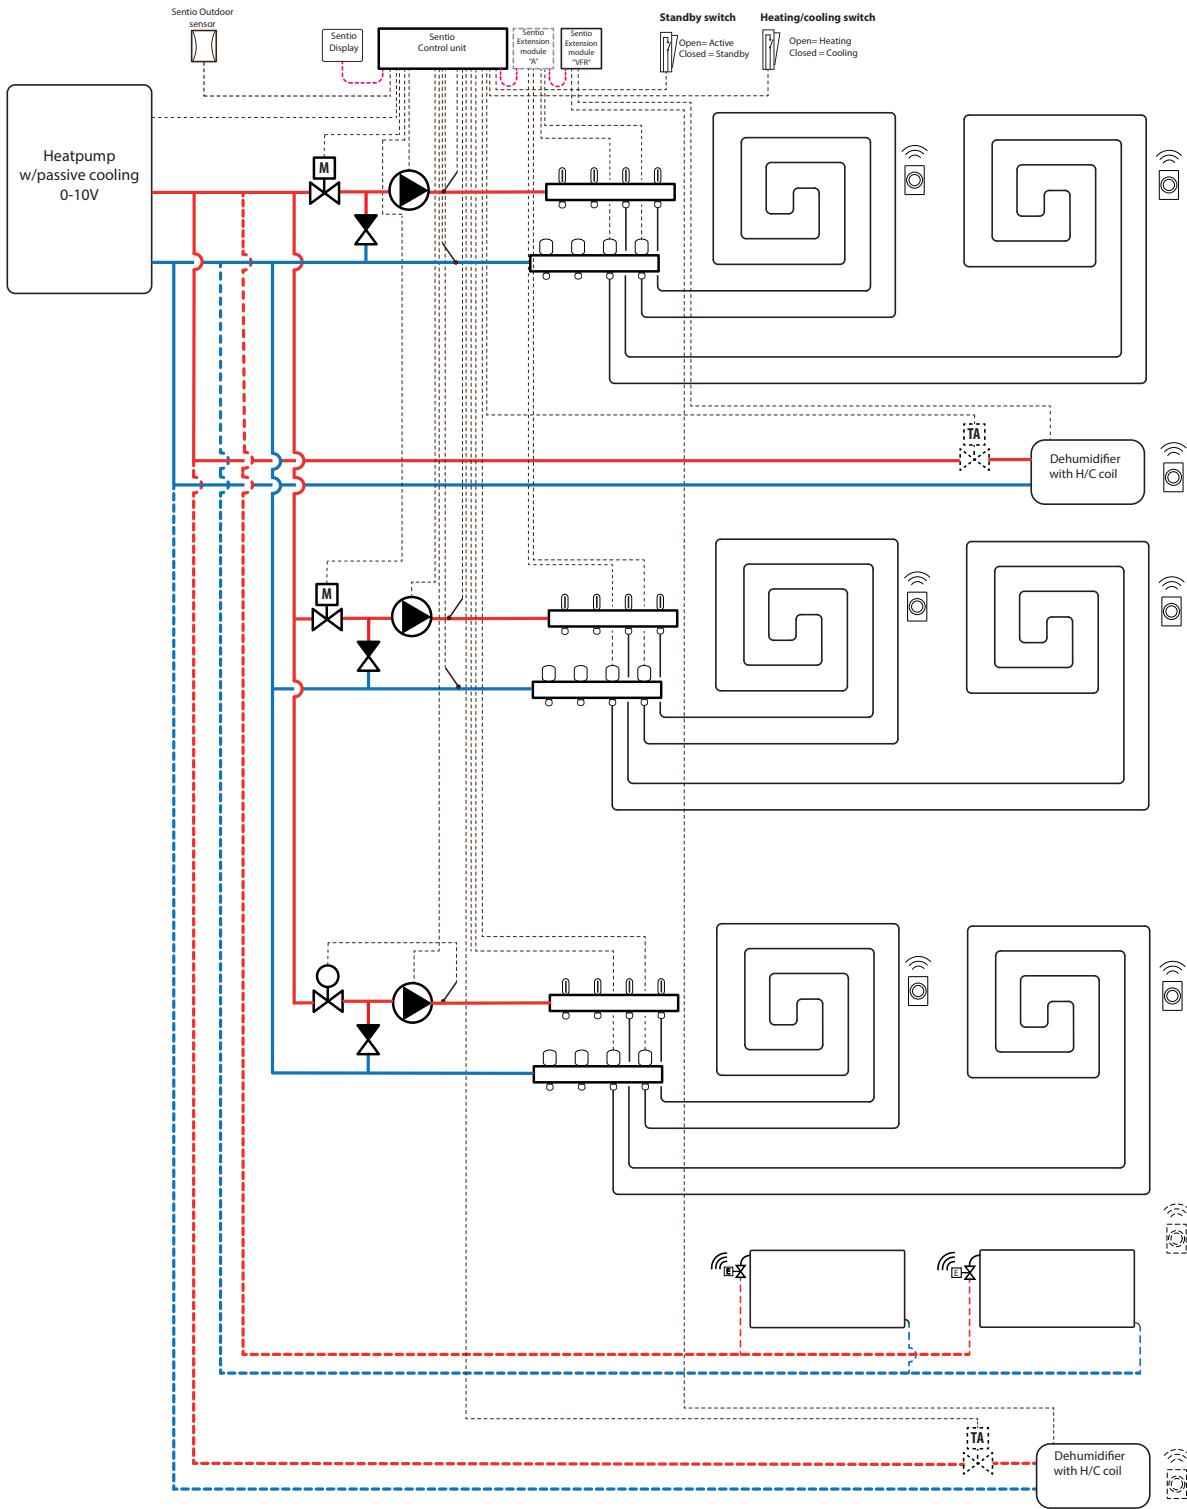 Sentio Outdoor
sensor
Sentio
Display
Sentio
Control unit
Sentio
Extension
module
"A"
Sentio
Extension
module
"VFR"
Standby switch
Open= Active
Closed = Standby
Heating/cooling switch
Open= Heating
Closed = Cooling
Heatpump
w/passive cooling
0-10V
M
TA
Dehumidifier
with H/C coil
M
E
E
TA
Dehumidifier
with H/C coil